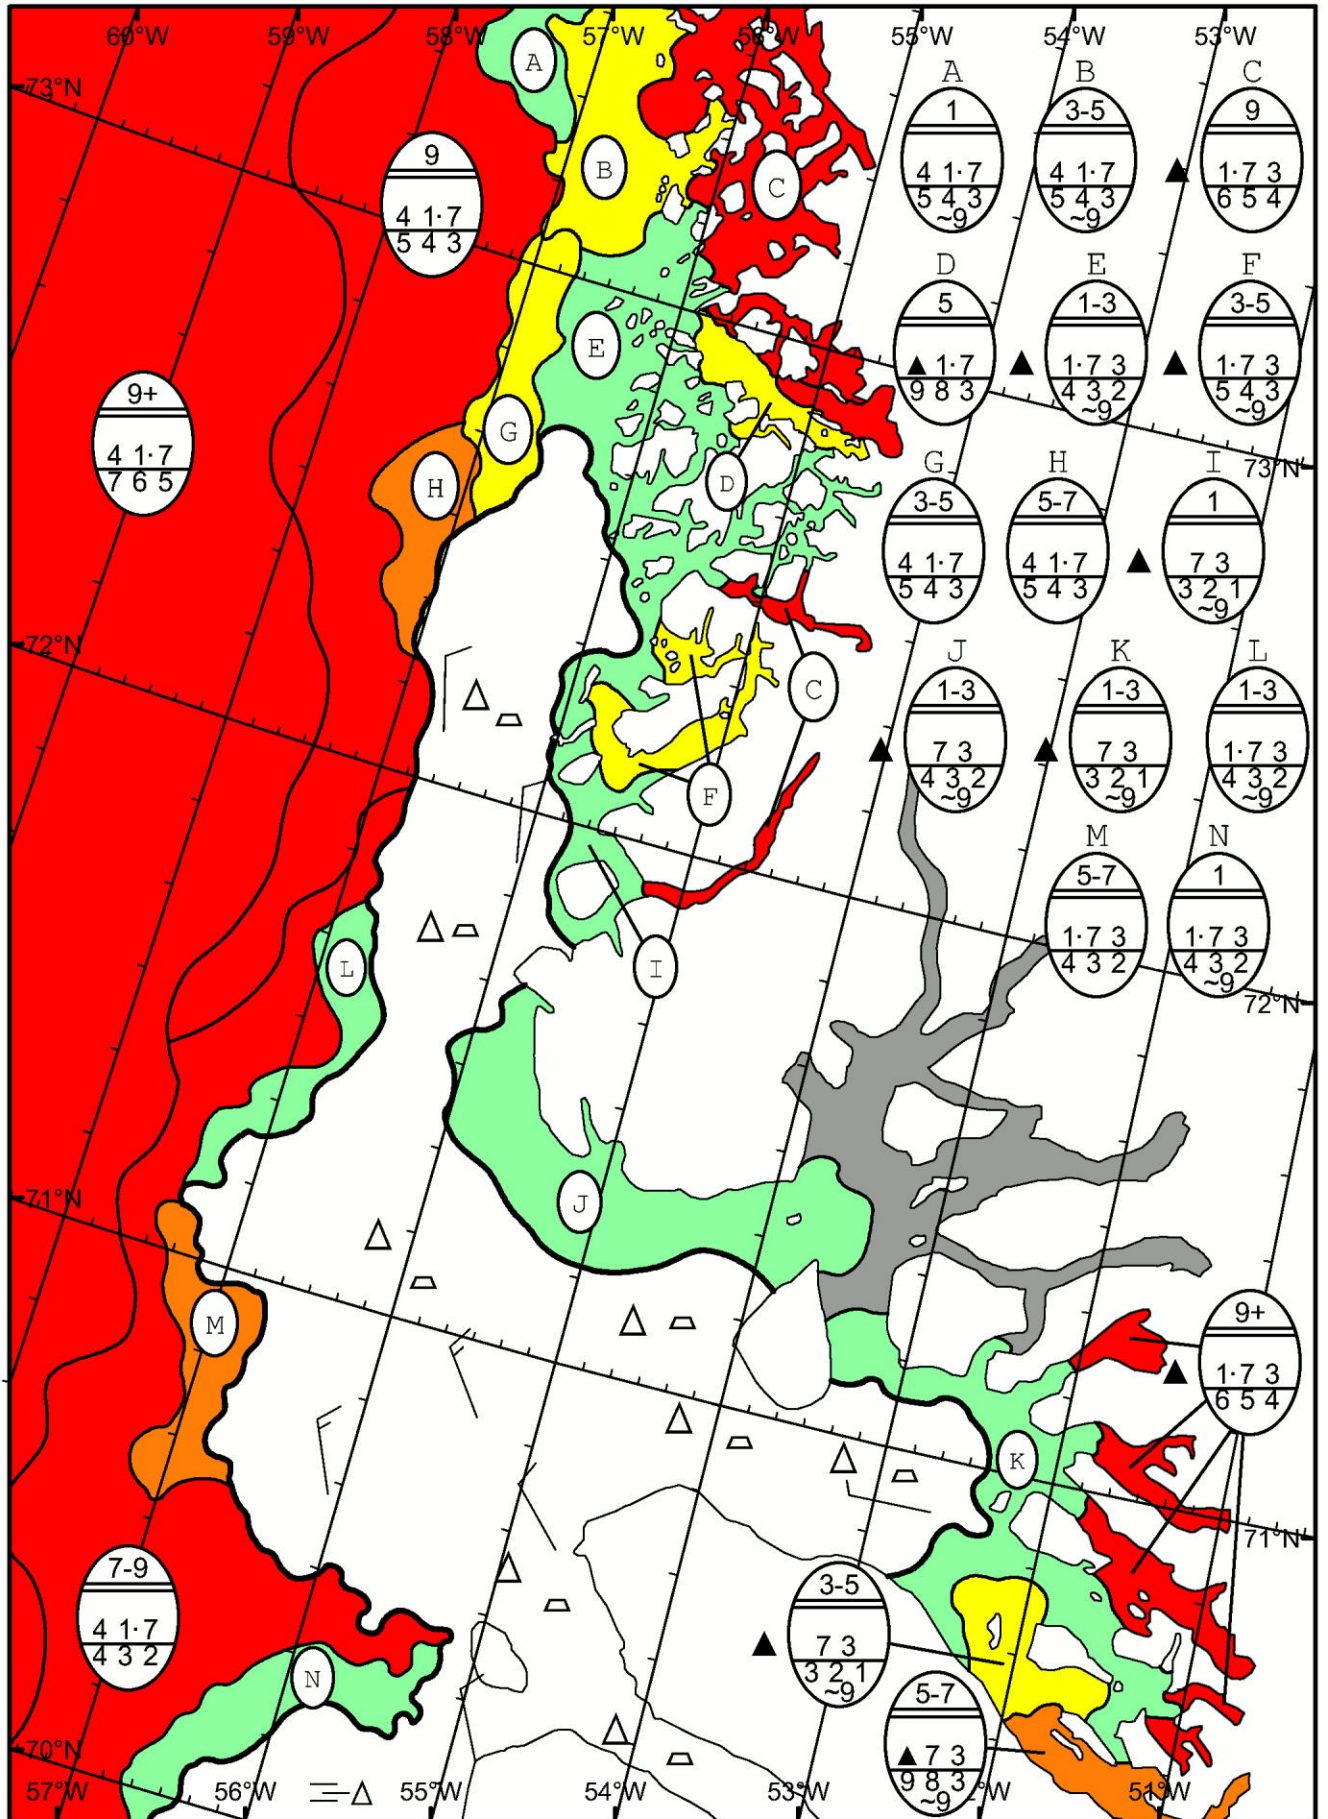 60°W 59°W 58°W 57°W 56°W 55°W 54°W 53°W
73°N
A
B
C
A B C
1 3-5 9
4 1·7 4 1·7 ▲ 1·7 3
5 4 3 5 4 3 6 5 4
~9 ~9
9
4 1·7
5 4 3
D E F
5 1-3 3-5
▲ 1·7 ▲ 1·7 3 ▲ 1·7 3
9 8 3 4 3 2 5 4 3
~9 ~9
E
9+
4 1·7
7 6 5
G
H
D
73°N
G H I
3-5 5-7 1
4 1·7 4 1·7 ▲ 7 3
5 4 3 5 4 3 3 2 1
~9
72°N
C
J K L
1-3 1-3 1-3
▲ 7 3 ▲ 7 3 1·7 3
4 3 2 3 2 1 4 3 2
~9 ~9 ~9
F
M N
5-7 1
1·7 3 1·7 3
4 3 2 4 3 2
~9
L
I
72°N
71°N
J
M
9+
▲ 1·7 3
6 5 4
K
71°N
7-9
4 1·7
4 3 2
3-5
▲ 7 3
3 2 1
~9
N
5-7
▲ 7 3
9 8 3
~9
70°N
57°W 56°W 55°W 54°W 53°W 52°W 51°W